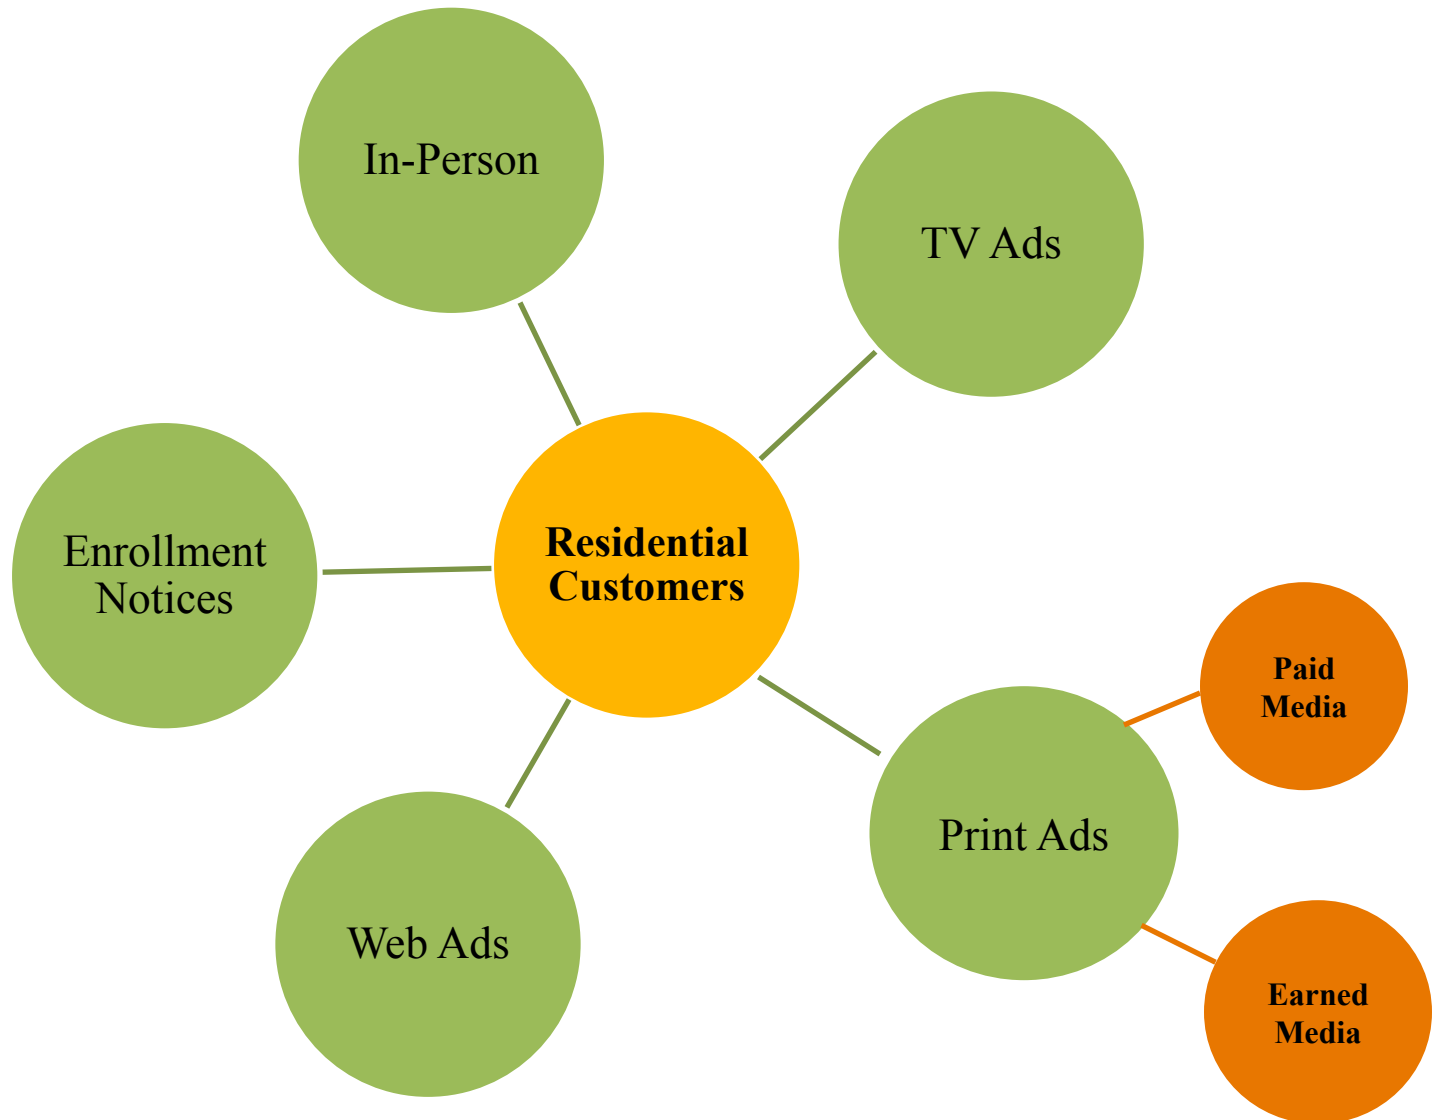 In-Person
TV Ads
Residential
Customers
Enrollment
Notices
Paid
Media
Print Ads
Web Ads
Earned
Media